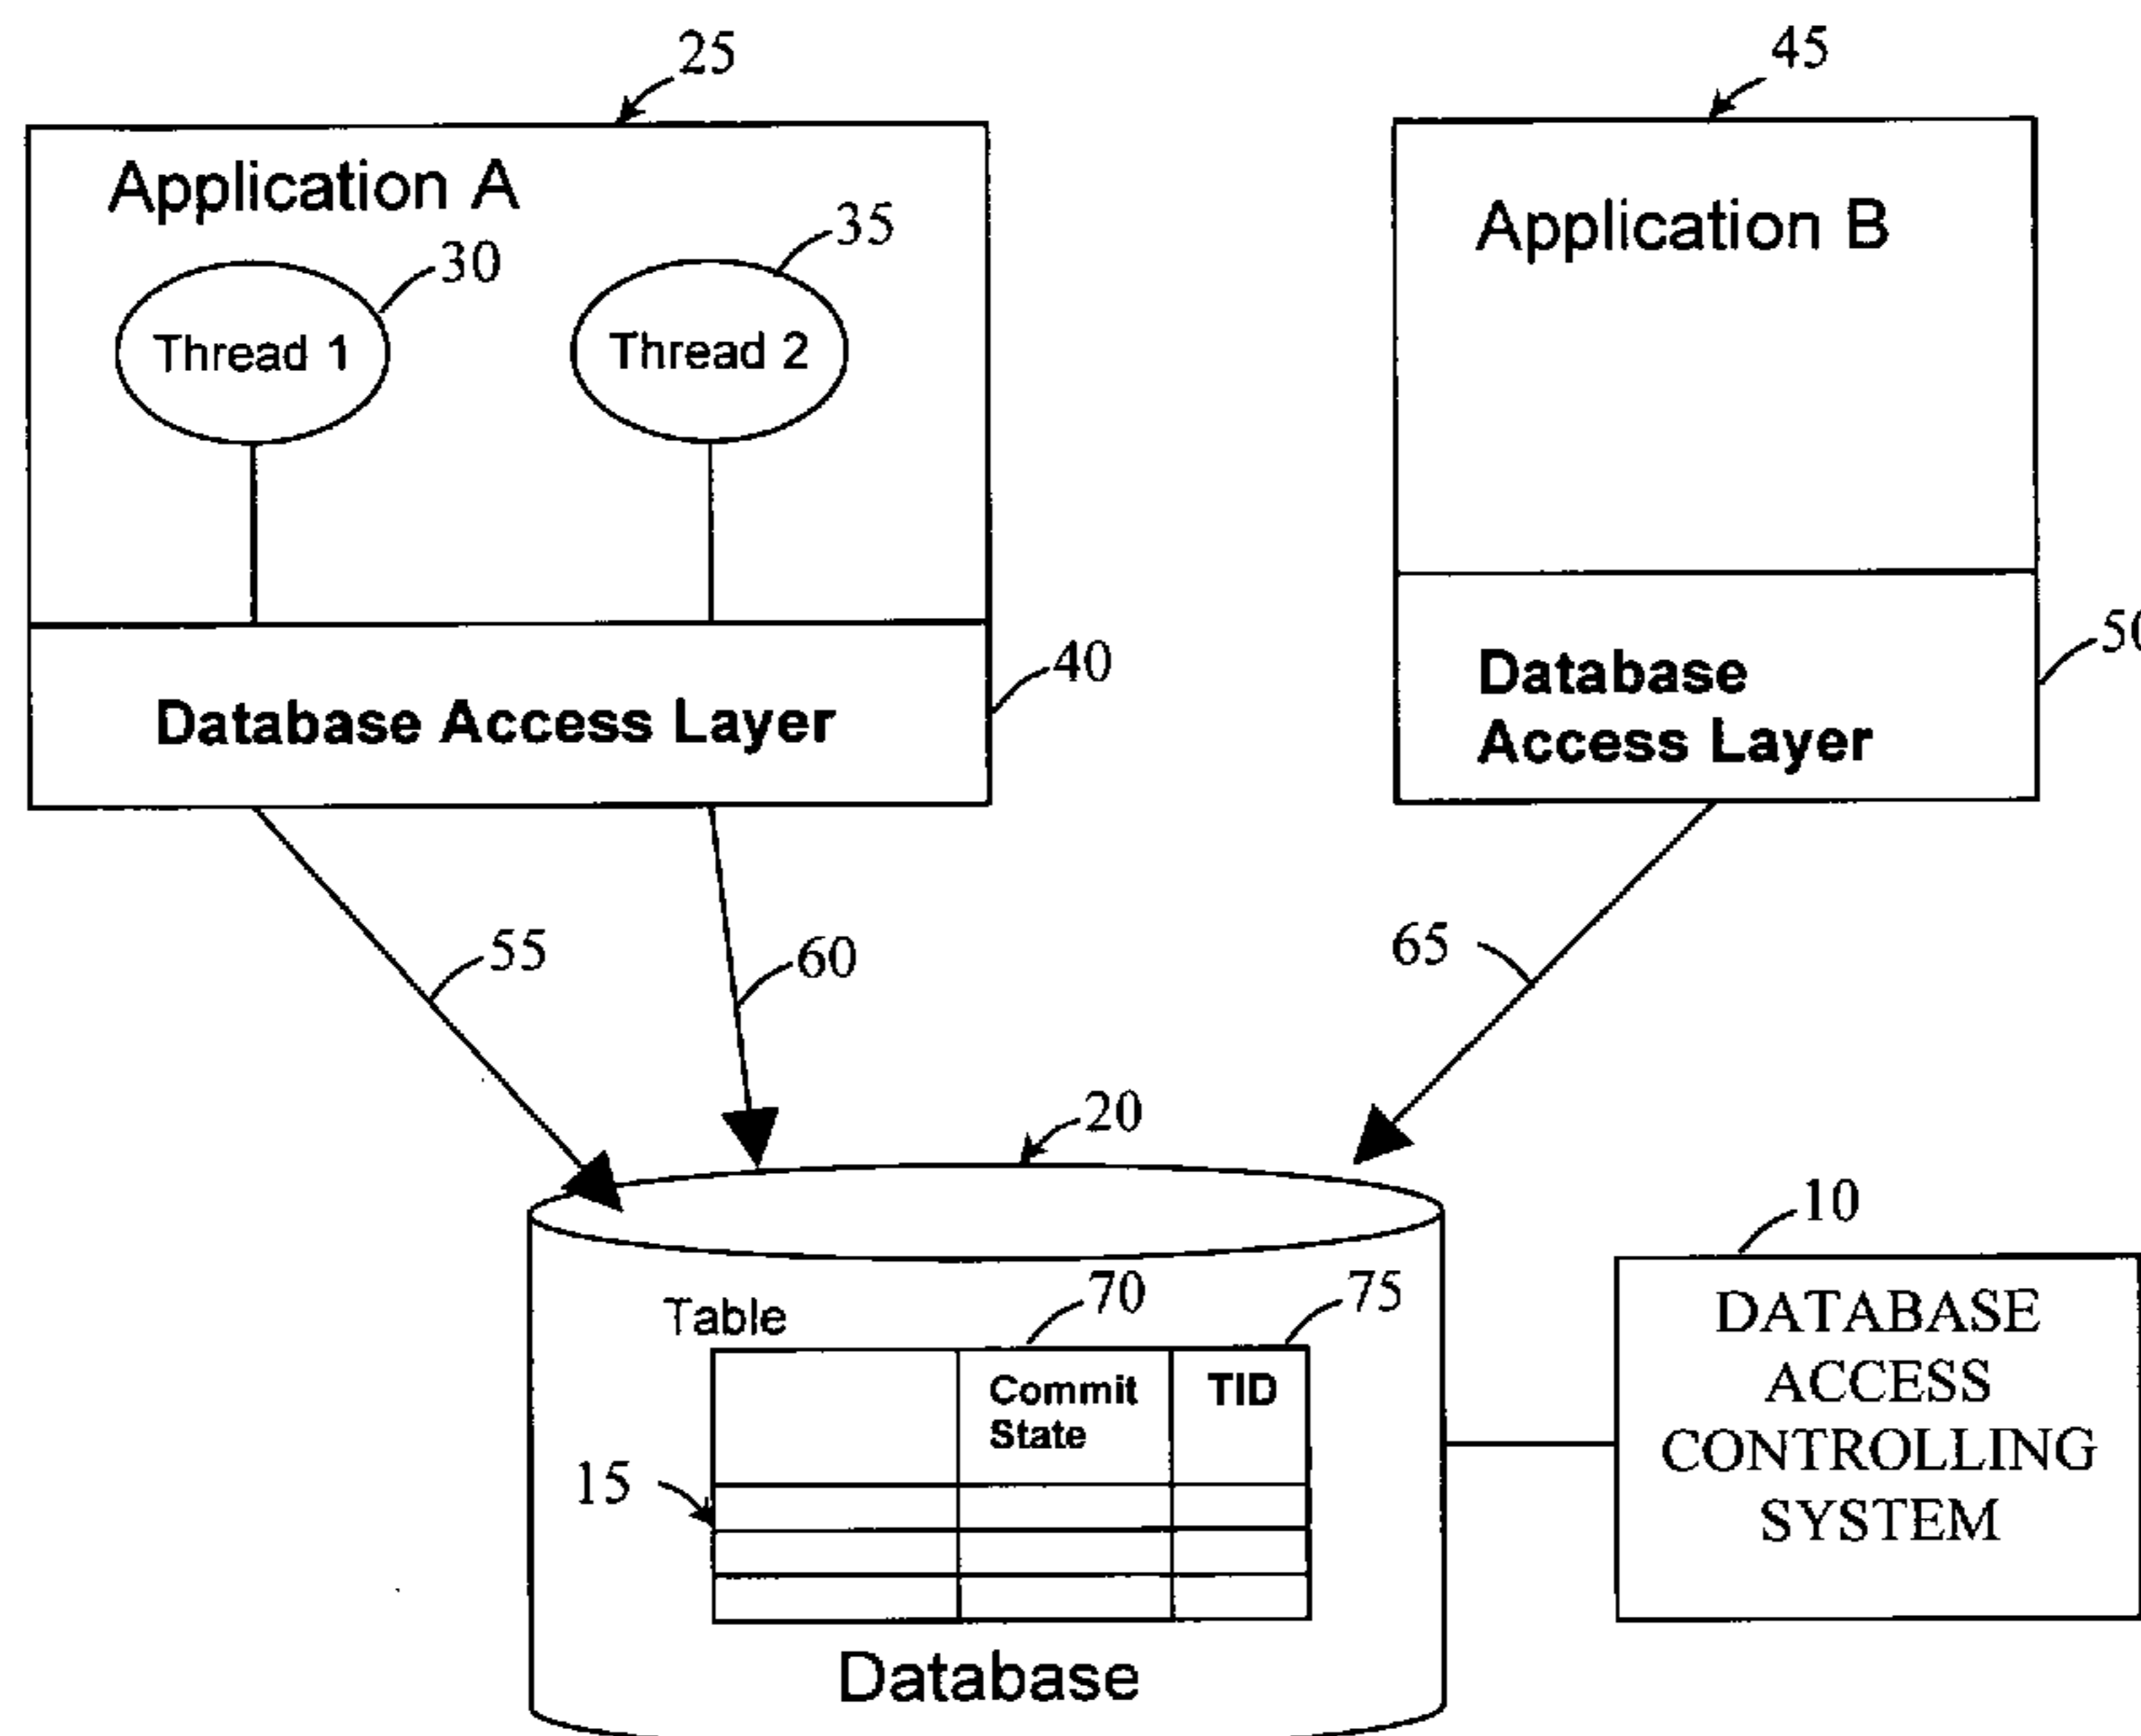 25
45
Application A
Application B
35
30
Thread 1
Thread 2
50
40
Database Access Layer
Database
Access Layer
55
60
65
20
10
Table
70
75
Commit
State
TID
15
DATABASE
ACCESS
CONTROLLING
SYSTEM
Database